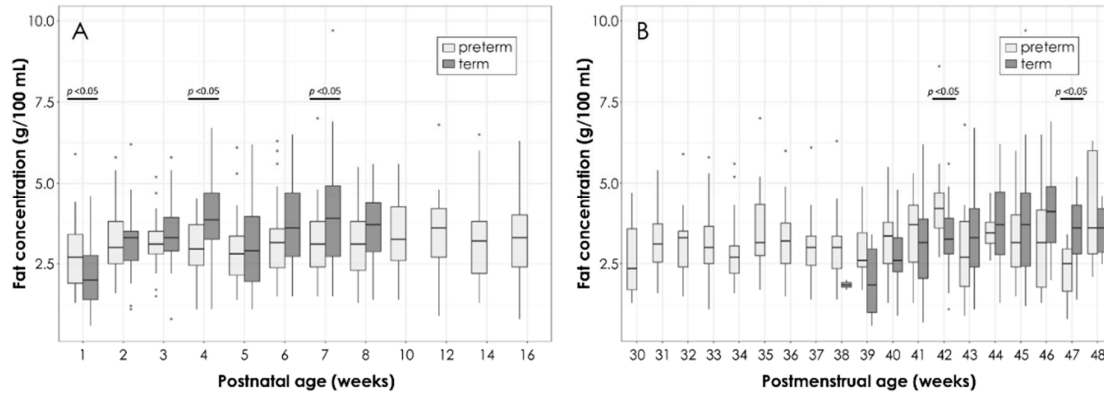 A
10.0
7.5
5.0
2.5
Fat concentration (g/100 mL)
preterm
term
p <0.05
p <0.05
p <0.05
1 2 3 4 5 6 7 8 10 12 14 16
Postnatal age (weeks)
B
10.0
7.5
5.0
2.5
Fat concentration (g/100 mL)
preterm
term
p <0.05
p <0.05
30 31 32 33 34 35 36 37 38 39 40 41 42 43 44 45 46 47 48
Postmenstrual age (weeks)